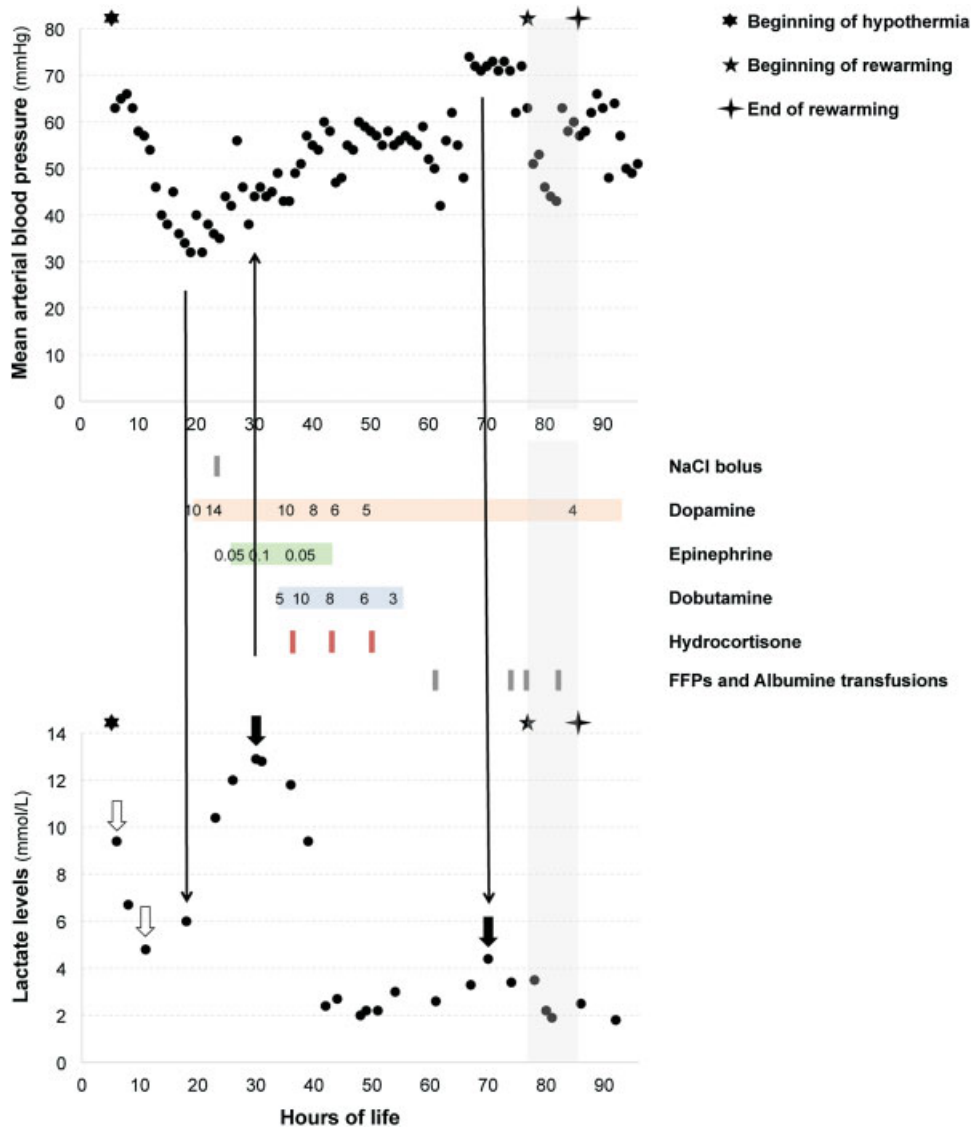 Beginning of hypothermia
Beginning of rewarming
End of rewarming
Mean arterial blood pressure (mmHg)
80
70
60
50
40
30
20
10
0
0 10 20 30 40 50 60 70 80 90
NaCl bolus
10 14 10 8 6 5 4 Dopamine
0.05 0.1 0.05 Epinephrine
5 10 8 6 3 Dobutamine
Hydrocortisone
FFPs and Albumine transfusions
Lactate levels (mmol/L)
14
12
10
8
6
4
2
0
0 10 20 30 40 50 60 70 80 90
Hours of life